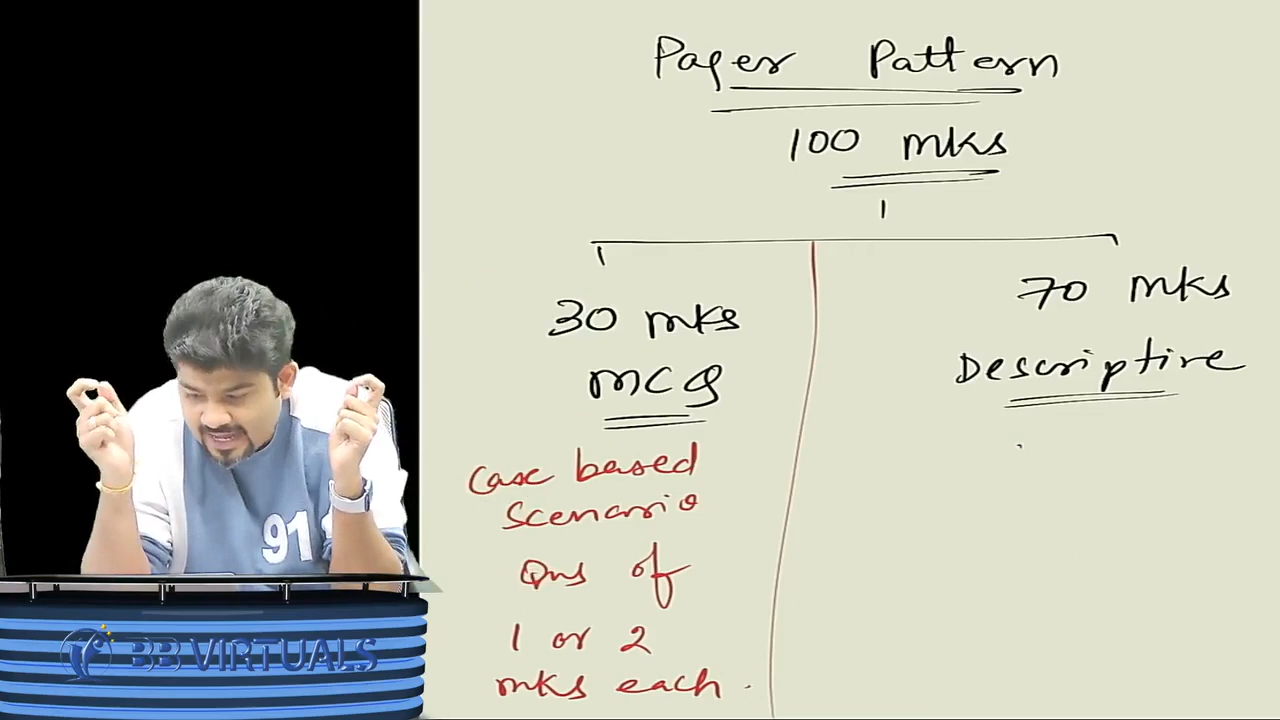 Paper Pattern
100 mks
30 mks
MCQ
Case based
Scenario
Qns of
1 or 2
mks each.
70 mks
Descriptive
91
BB VIRTUALS